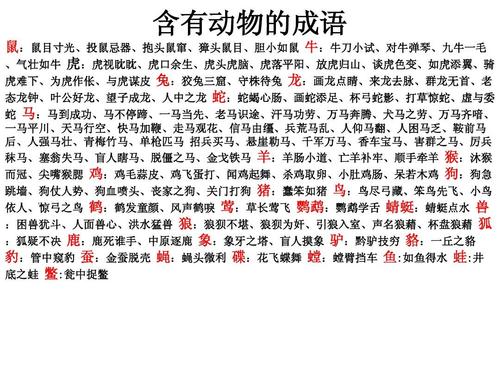 含有动物的成语
鼠：鼠目寸光、投鼠忌器、抱头鼠窜、獐头鼠目、胆小如鼠 牛：牛刀小试、对牛弹琴、九牛一毛
、气壮如牛 虎：虎视眈眈、虎口余生、虎头虎脑、虎落平阳、放虎归山、谈虎色变、如虎添翼、骑
虎难下、为虎作伥、与虎谋皮 兔：狡兔三窟、守株待兔 龙：画龙点睛、来龙去脉、群龙无首、老
态龙钟、叶公好龙、望子成龙、人中之龙 蛇：蛇蝎心肠、画蛇添足、杯弓蛇影、打草惊蛇、虚与委
蛇 马：马到成功、马不停蹄、一马当先、老马识途、汗马功劳、万马奔腾、犬马之劳、万马齐喑、
一马平川、天马行空、快马加鞭、走马观花、信马由缰、兵荒马乱、人仰马翻、人困马乏、鞍前马
后、人强马壮、青梅竹马、单枪匹马 招兵买马、悬崖勒马、千军万马、香车宝马、害群之马、厉兵
秣马、塞翁失马、盲人瞎马、脱缰之马、金戈铁马 羊：羊肠小道、亡羊补牢、顺手牵羊 猴：沐猴
而冠、尖嘴猴腮 鸡：鸡毛蒜皮、鸡飞蛋打、闻鸡起舞、杀鸡取卵、小肚鸡肠、呆若木鸡 狗：狗急
跳墙、狗仗人势、狗血喷头、丧家之狗、关门打狗 猪：蠢笨如猪 鸟：鸟尽弓藏、笨鸟先飞、小鸟
依人、惊弓之鸟 鹤：鹤发童颜、风声鹤唳 莺：草长莺飞 鹦鹉：鹦鹉学舌 蜻蜓：蜻蜓点水 兽
：困兽犹斗、人面兽心、洪水猛兽 狼：狼狈不堪、狼狈为奸、引狼入室、声名狼藉、杯盘狼藉 狐
：狐疑不决 鹿：鹿死谁手、中原逐鹿 象：象牙之塔、盲人摸象 驴：黔驴技穷 貉：一丘之貉
豹：管中窥豹 蚕：金蚕脱壳 蝇：蝇头微利 碟：花飞蝶舞 螳：螳臂挡车 鱼:如鱼得水 蛙:井
底之蛙 鳖:瓮中捉鳖